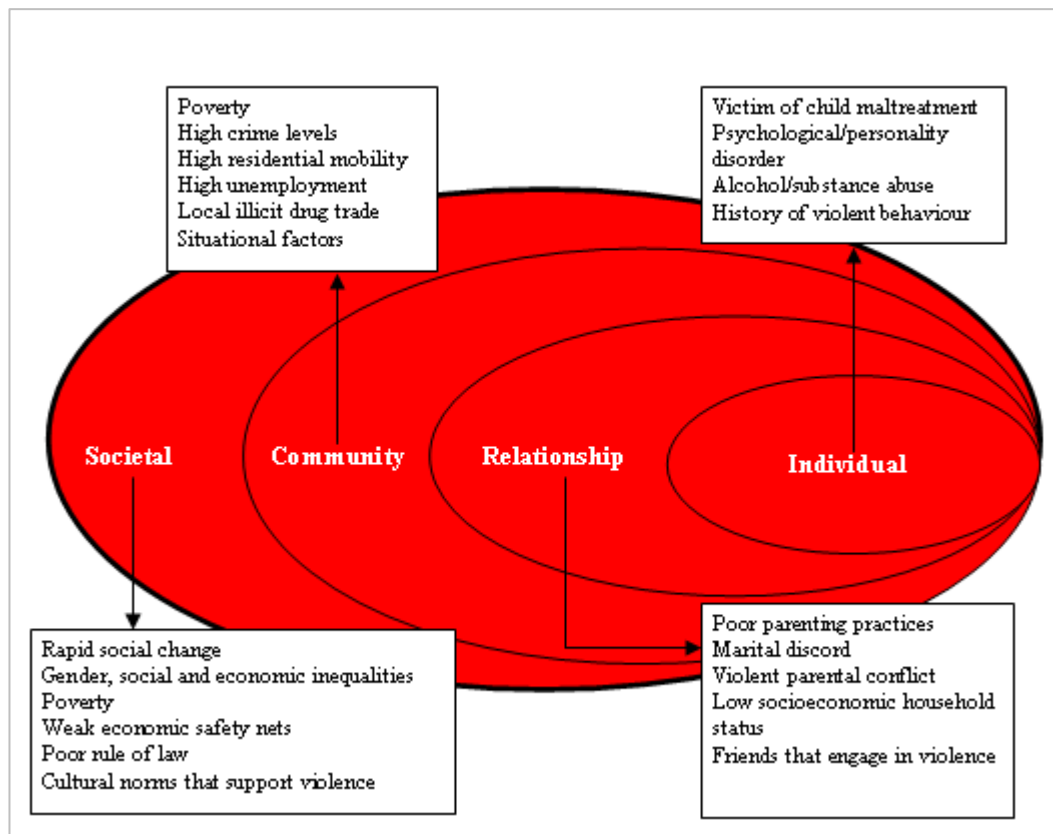 Poverty
High crime levels
High residential mobility
High unemployment
Local illicit drug trade
Situational factors
Victim of child maltreatment
Psychological/personality
disorder
Alcohol/substance abuse
History of violent behaviour
Societal
Community
Relationship
Individual
Rapid social change
Gender, social and economic inequalities
Poverty
Weak economic safety nets
Poor rule of law
Cultural norms that support violence
Poor parenting practices
Marital discord
Violent parental conflict
Low socioeconomic household
status
Friends that engage in violence